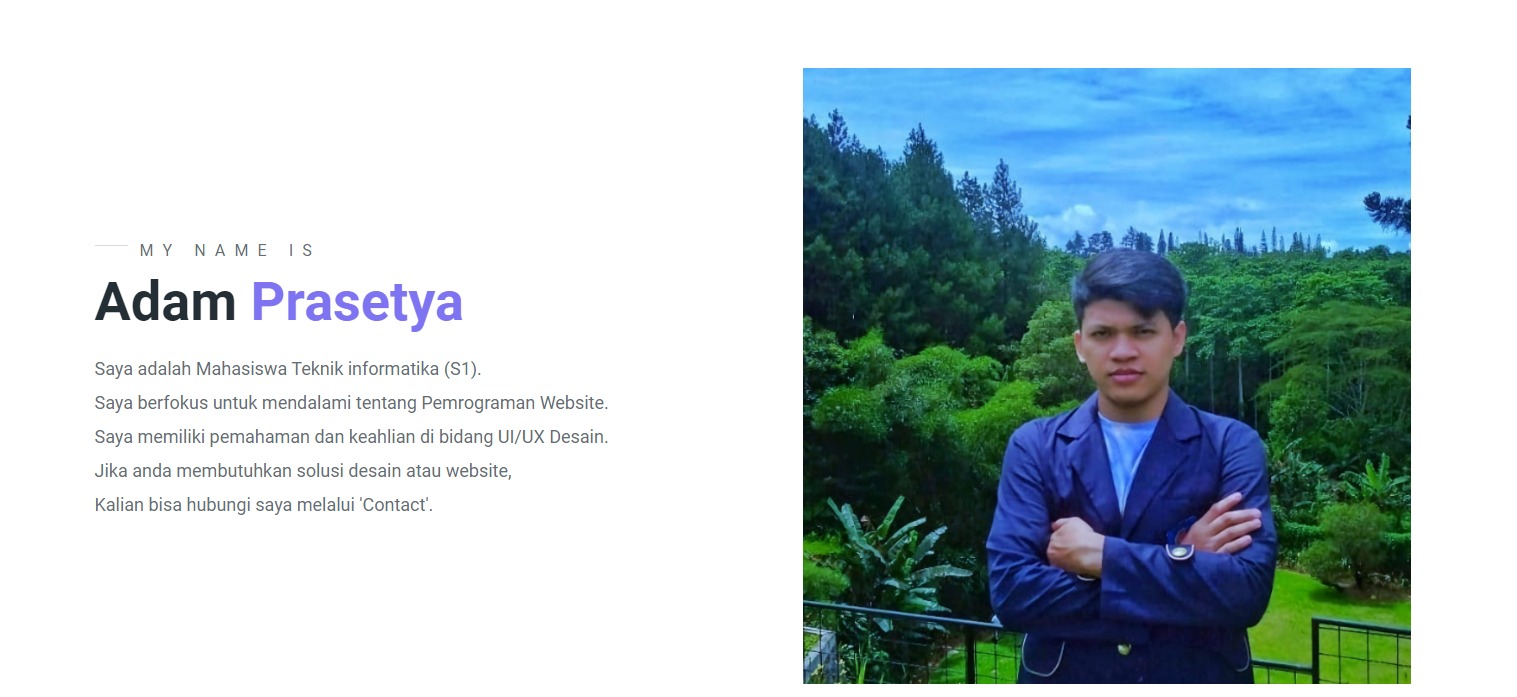 MY NAME IS
Adam Prasetya
Saya adalah Mahasiswa Teknik informatika (S1).
Saya berfokus untuk mendalami tentang Pemrograman Website.
Saya memiliki pemahaman dan keahlian di bidang UI/UX Desain.
Jika anda membutuhkan solusi desain atau website,
Kalian bisa hubungi saya melalui 'Contact'.